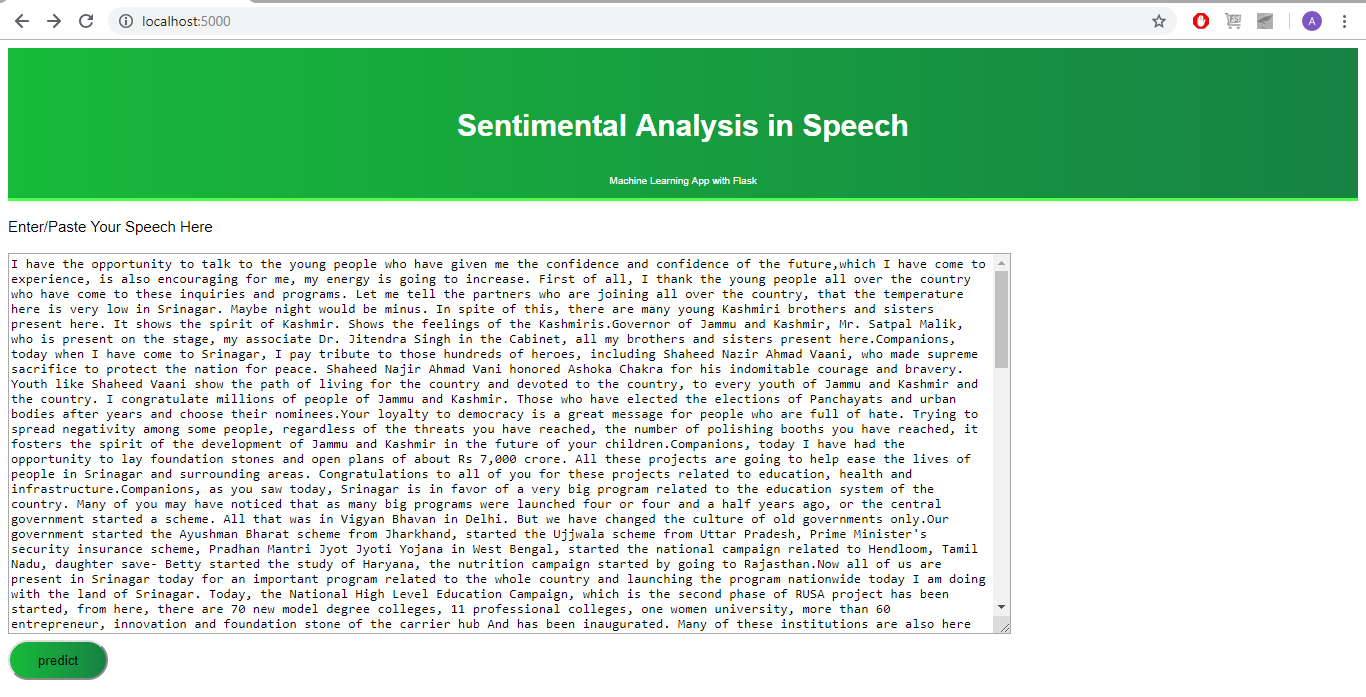 localhost:5000
A
Sentimental Analysis in Speech
Machine Learning App with Flask
Enter/Paste Your Speech Here
I have the opportunity to talk to the young people who have given me the confidence and confidence of the future,which I have come to
experience, is also encouraging for me, my energy is going to increase. First of all, I thank the young people all over the country
who have come to these inquiries and programs. Let me tell the partners who are joining all over the country, that the temperature
here is very low in Srinagar. Maybe night would be minus. In spite of this, there are many young Kashmiri brothers and sisters
present here. It shows the spirit of Kashmir. Shows the feelings of the Kashmiris.Governor of Jammu and Kashmir, Mr. Satpal Malik,
who is present on the stage, my associate Dr. Jitendra Singh in the Cabinet, all my brothers and sisters present here.Companions,
today when I have come to Srinagar, I pay tribute to those hundreds of heroes, including Shaheed Nazir Ahmad Vaani, who made supreme
sacrifice to protect the nation for peace. Shaheed Najir Ahmad Vani honored Ashoka Chakra for his indomitable courage and bravery.
Youth like Shaheed Vaani show the path of living for the country and devoted to the country, to every youth of Jammu and Kashmir and
the country. I congratulate millions of people of Jammu and Kashmir. Those who have elected the elections of Panchayats and urban
bodies after years and choose their nominees.Your loyalty to democracy is a great message for people who are full of hate. Trying to
spread negativity among some people, regardless of the threats you have reached, the number of polishing booths you have reached, it
fosters the spirit of the development of Jammu and Kashmir in the future of your children.Companions, today I have had the
opportunity to lay foundation stones and open plans of about Rs 7,000 crore. All these projects are going to help ease the lives of
people in Srinagar and surrounding areas. Congratulations to all of you for these projects related to education, health and
infrastructure.Companions, as you saw today, Srinagar is in favor of a very big program related to the education system of the
country. Many of you may have noticed that as many big programs were launched four or four and a half years ago, or the central
government started a scheme. All that was in Vigyan Bhavan in Delhi. But we have changed the culture of old governments only.Our
government started the Ayushman Bharat scheme from Jharkhand, started the Ujjwala scheme from Uttar Pradesh, Prime Minister's
security insurance scheme, Pradhan Mantri Jyot Jyoti Yojana in West Bengal, started the national campaign related to Hendloom, Tamil
Nadu, daughter save- Betty started the study of Haryana, the nutrition campaign started by going to Rajasthan.Now all of us are
present in Srinagar today for an important program related to the whole country and launching the program nationwide today I am doing
with the land of Srinagar. Today, the National High Level Education Campaign, which is the second phase of RUSA project has been
started, from here, there are 70 new model degree colleges, 11 professional colleges, one women university, more than 60
entrepreneur, innovation and foundation stone of the carrier hub And has been inaugurated. Many of these institutions are also here
predict